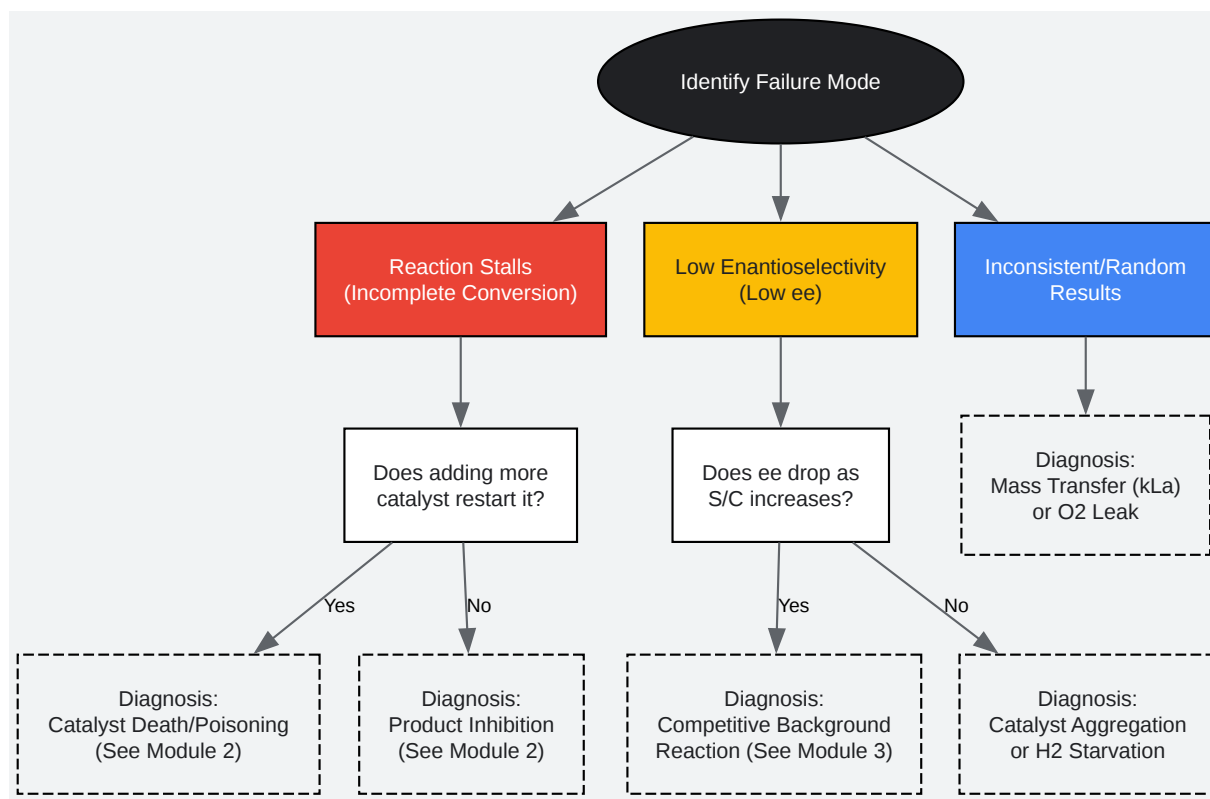 Identify Failure Mode
Reaction Stalls
(Incomplete Conversion)
Low Enantioselectivity
(Low ee)
Inconsistent/Random
Results
Does adding more
catalyst restart it?
Does ee drop as
S/C increases?
Diagnosis:
Mass Transfer (kLa)
or O2 Leak
Yes
No
Yes
No
Diagnosis:
Catalyst Death/Poisoning
(See Module 2)
Diagnosis:
Product Inhibition
(See Module 2)
Diagnosis:
Competitive Background
Reaction (See Module 3)
Diagnosis:
Catalyst Aggregation
or H2 Starvation